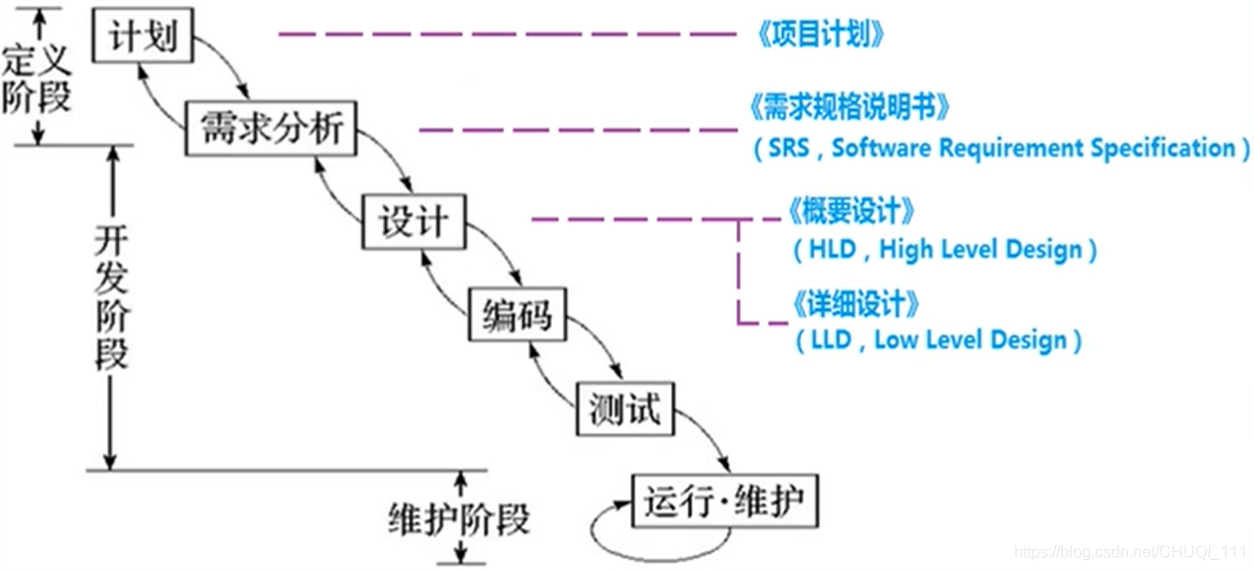 计划
《项目计划》
定义
阶段
需求分析
《需求规格说明书》
(SRS,Software Requirement Specification)
设计
《概要设计》
(HLD,High Level Design)
开
发
阶
段
编码
《详细设计》
(LLD,Low Level Design)
测试
运行·维护
维护阶段
https://blog.csdn.net/CHUQI_111